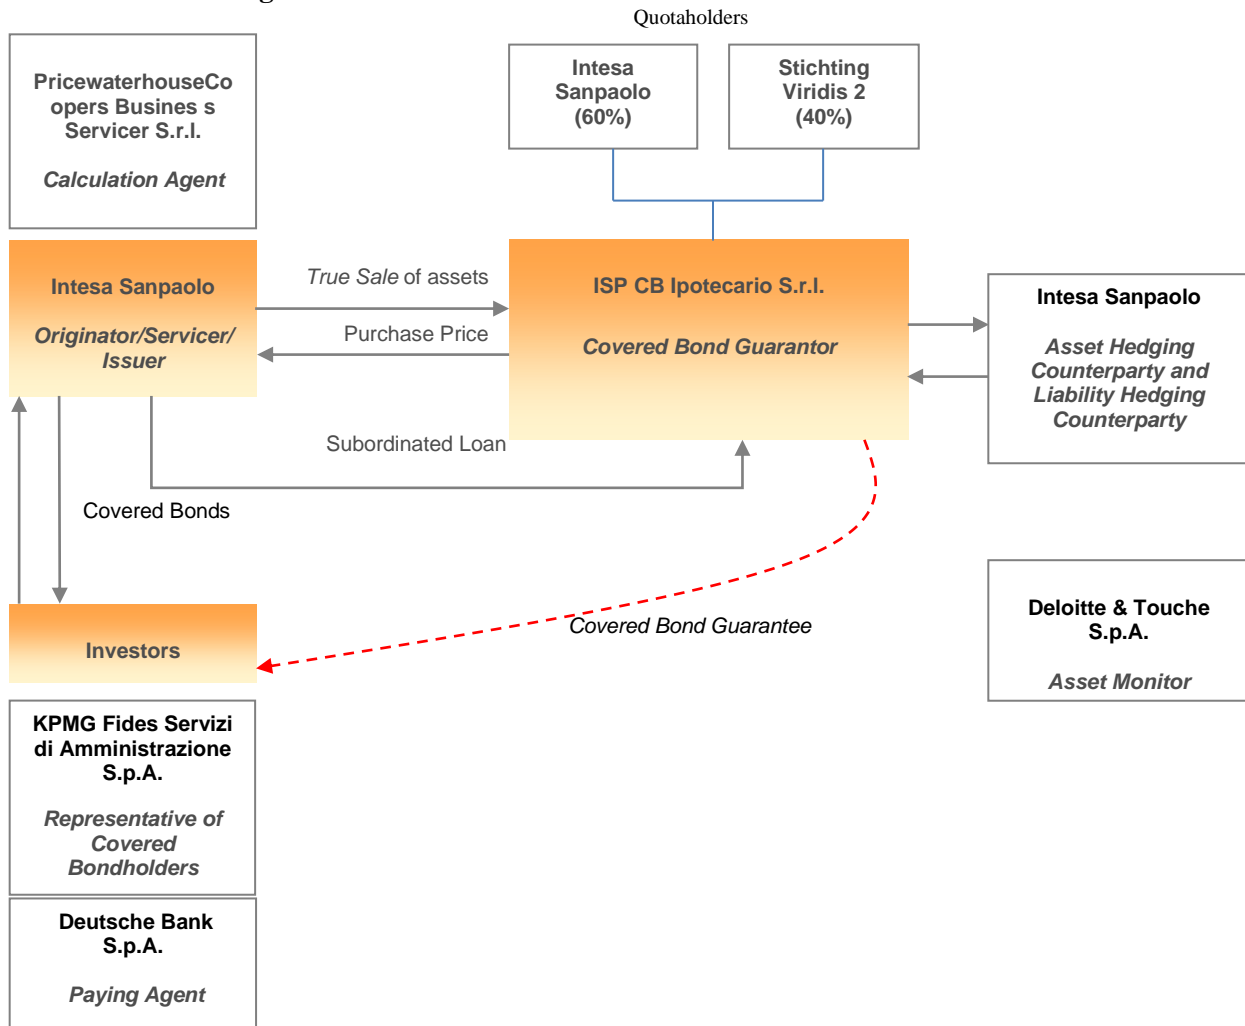 Quotaholders
PricewaterhouseCo
opers Busines s
Servicer S.r.l.
Calculation Agent
Intesa
Sanpaolo
(60%)
Stichting
Viridis 2
(40%)
Intesa Sanpaolo
Originator/Servicer/
Issuer
True Sale of assets
Purchase Price
ISP CB Ipotecario S.r.l.
Covered Bond Guarantor
Intesa Sanpaolo
Asset Hedging
Counterparty and
Liability Hedging
Counterparty
Subordinated Loan
Covered Bonds
Investors
Covered Bond Guarantee
Deloitte & Touche
S.p.A.
Asset Monitor
KPMG Fides Servizi
di Amministrazione
S.p.A.
Representative of
Covered
Bondholders
Deutsche Bank
S.p.A.
Paying Agent